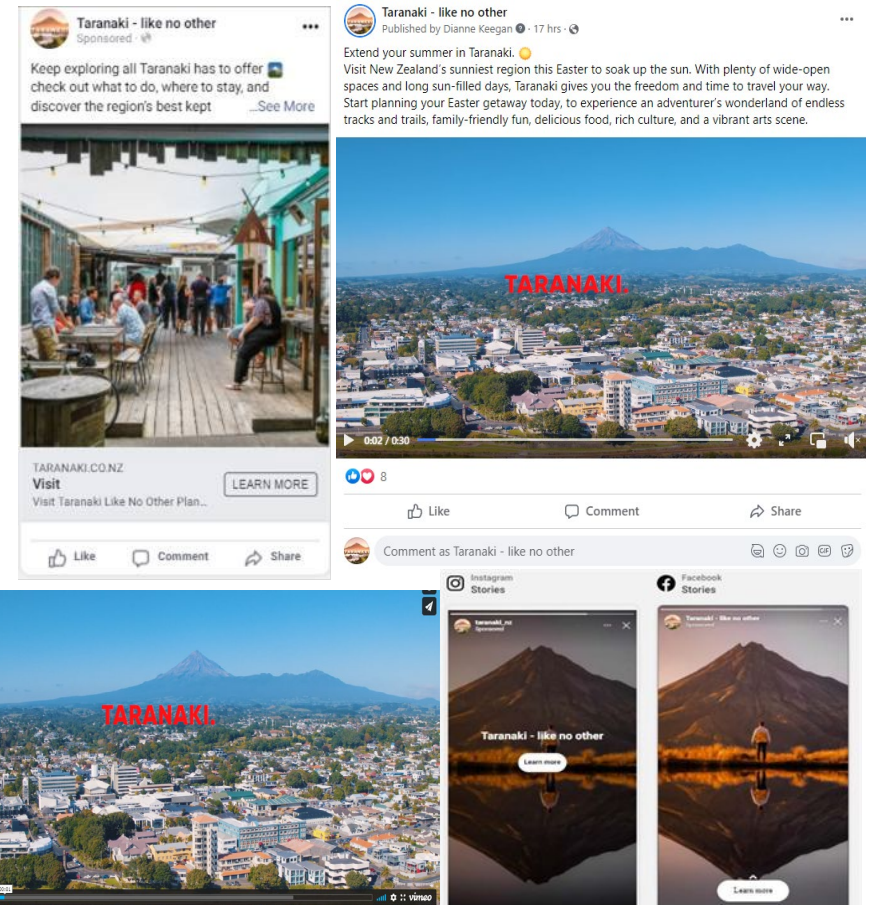 Taranaki - like no other
Sponsored ·
Keep exploring all Taranaki has to offer
check out what to do, where to stay, and
discover the region's best kept ...See More
TARANAKI.CO.NZ
Visit
Visit Taranaki Like No Other Plan...
LEARN MORE
Like Comment Share
Taranaki - like no other
Published by Dianne Keegan · 17 hrs ·
Extend your summer in Taranaki.
Visit New Zealand's sunniest region this Easter to soak up the sun. With plenty of wide-open
spaces and long sun-filled days, Taranaki gives you the freedom and time to travel your way.
Start planning your Easter getaway today, to experience an adventurer's wonderland of endless
tracks and trails, family-friendly fun, delicious food, rich culture, and a vibrant arts scene.
TARANAKI.
0:02 / 0:30
8
Like Comment Share
Comment as Taranaki - like no other
GIF
TARANAKI.
vimeo
Instagram
Stories
taranaki_nz
Sponsored
Taranaki - like no other
Learn more
Facebook
Stories
Taranaki - like no other
Sponsored
Learn more